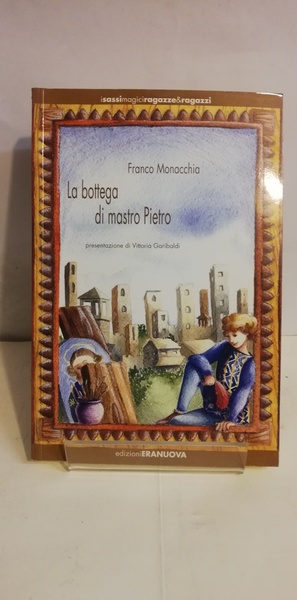 isassimagiciragazze&ragazzi
Franco Monacchia
La bottega
di mastro Pietro
presentazione di Vittoria Garibaldi
edizioniERANUOVA